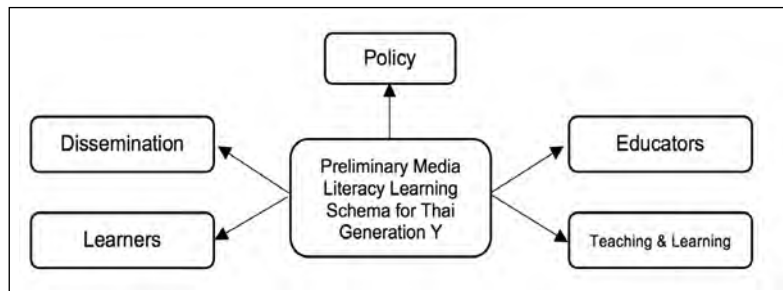 Policy
Dissemination
Educators
Preliminary Media
Literacy Learning
Schema for Thai
Generation Y
Learners
Teaching & Learning